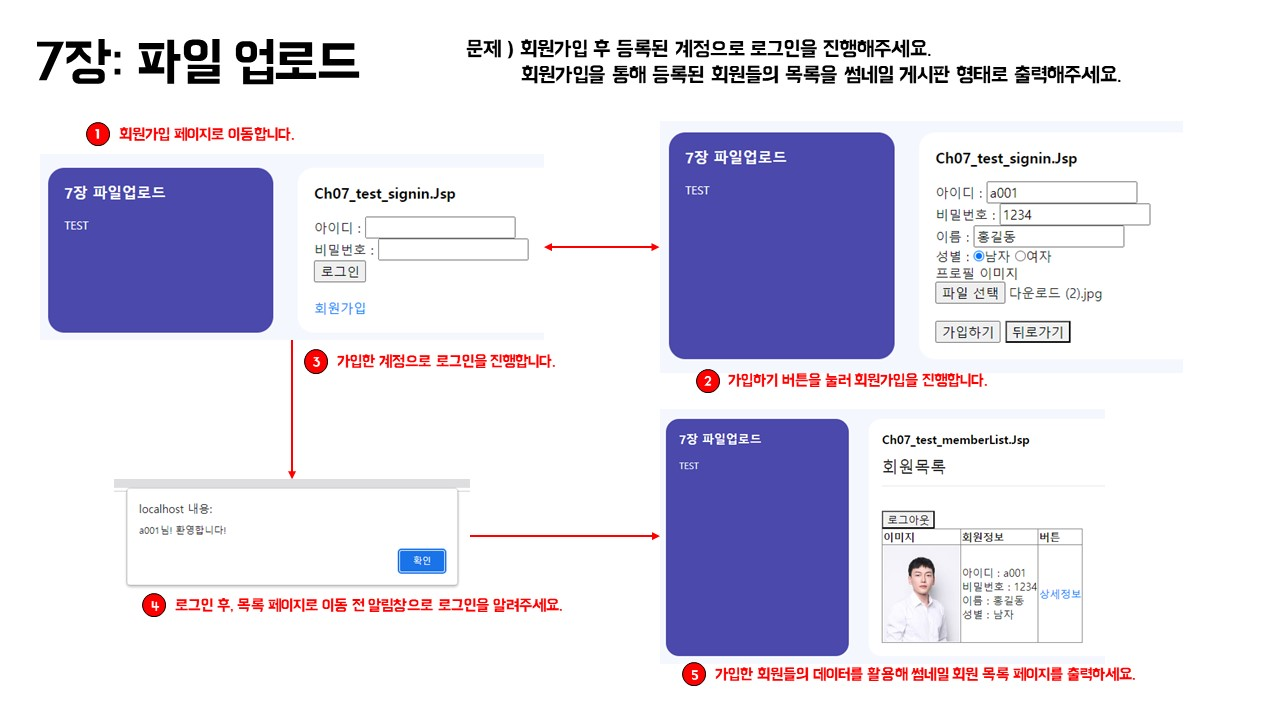 7장: 파일 업로드
문제 ) 회원가입 후 등록된 계정으로 로그인을 진행해주세요.
회원가입을 통해 등록된 회원들의 목록을 썸네일 게시판 형태로 출력해주세요.
1 회원가입 페이지로 이동합니다.
7장 파일업로드
TEST
Ch07_test_signin.Jsp
아이디 :
비밀번호 :
로그인
회원가입
7장 파일업로드
TEST
Ch07_test_signin.Jsp
아이디 : a001
비밀번호 : 1234
이름 : 홍길동
성별 : 남자 여자
프로필 이미지
파일 선택 다운로드 (2).jpg
가입하기 뒤로가기
2 가입하기 버튼을 눌러 회원가입을 진행합니다.
3 가입한 계정으로 로그인을 진행합니다.
localhost 내용:
a001님! 환영합니다!
확인
4 로그인 후, 목록 페이지로 이동 전 알림창으로 로그인을 알려주세요.
7장 파일업로드
TEST
Ch07_test_memberList.Jsp
회원목록
로그아웃
이미지 회원정보 버튼
아이디 : a001
비밀번호 : 1234
이름 : 홍길동
성별 : 남자
상세정보
5 가입한 회원들의 데이터를 활용해 썸네일 회원 목록 페이지를 출력하세요.